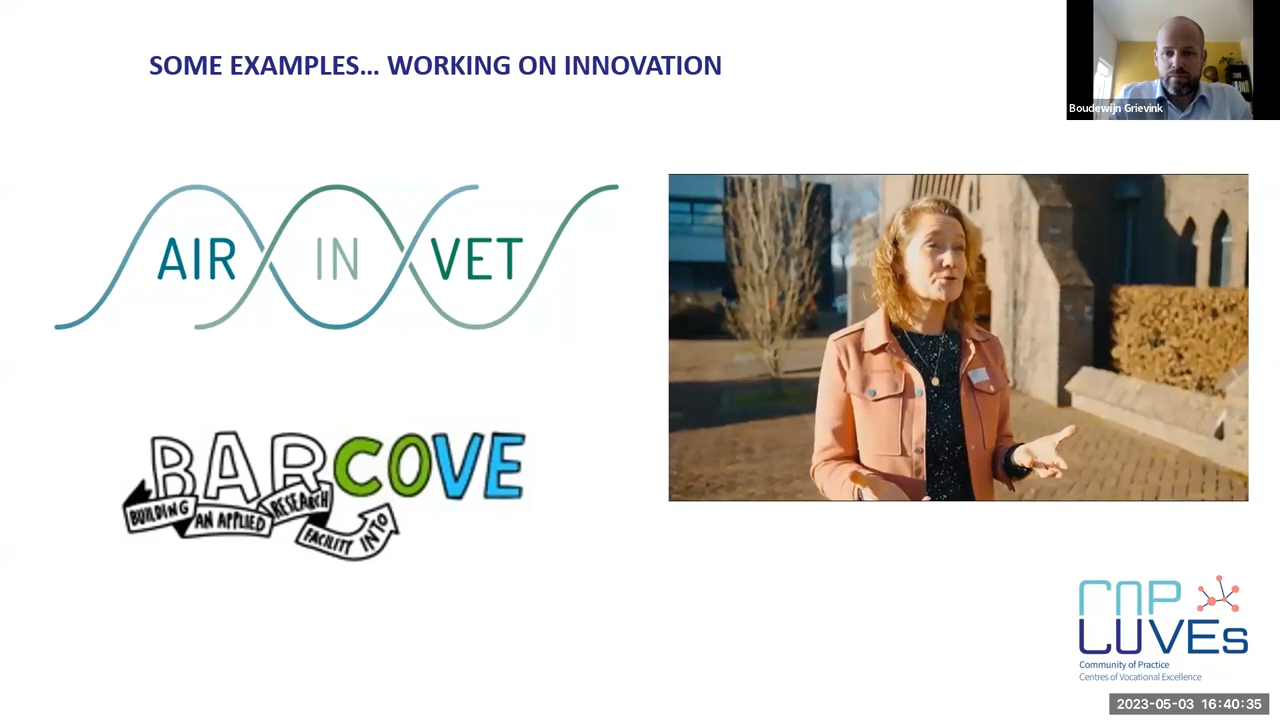 SOME EXAMPLES... WORKING ON INNOVATION
Boudewijn Grievink
AIR IN VET
BARCOVE
BUILDING AN APPLIED RESEARCH FACILITY INTO
COP
COVEs
Community of Practice
Centres of Vocational Excellence
2023-05-03 16:40:35